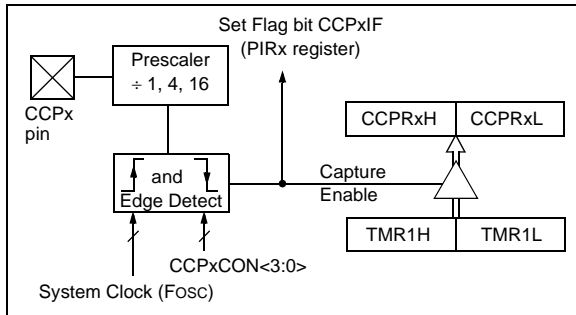 Set Flag bit CCPxIF
(PIRx register)
Prescaler
÷ 1, 4, 16
CCPx
pin
CCPRxH
CCPRxL
and
Edge Detect
Capture
Enable
TMR1H
TMR1L
CCPxCON<3:0>
System Clock (FOSC)